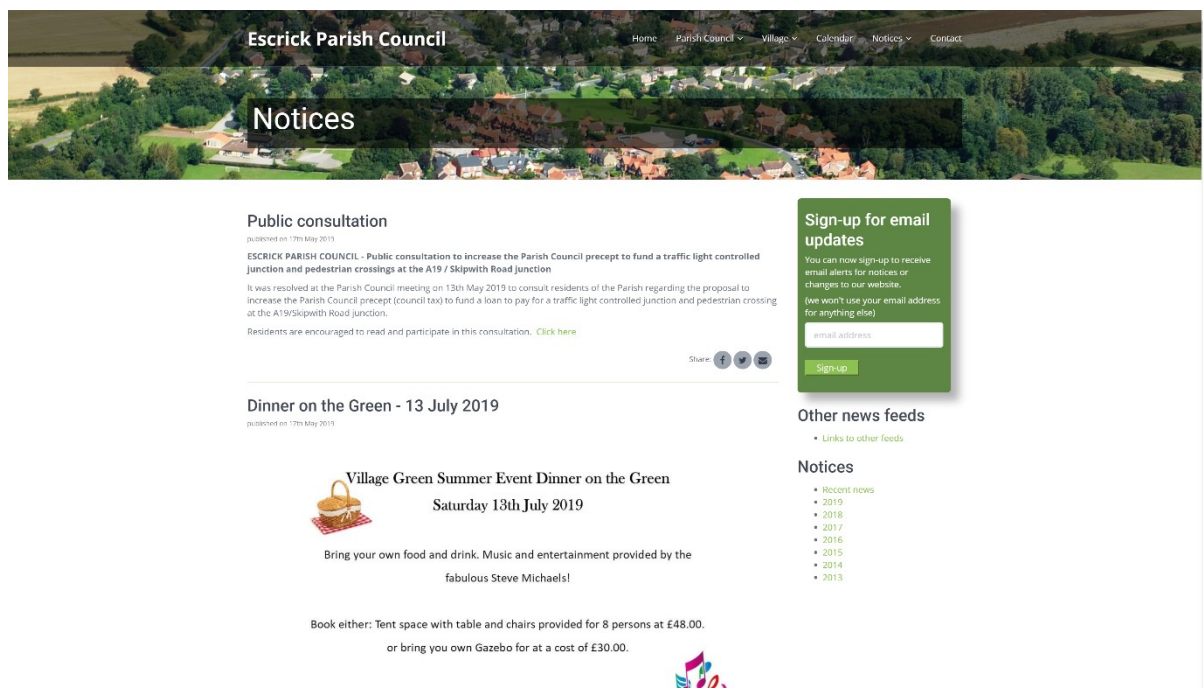 Escrick Parish Council
Home Parish Council Village Calendar Notices Contact
Notices
Public consultation
published on 17th May 2019
ESCRICK PARISH COUNCIL - Public consultation to increase the Parish Council precept to fund a traffic light controlled
junction and pedestrian crossings at the A19 / Skipwith Road junction
It was resolved at the Parish Council meeting on 13th May 2019 to consult residents of the Parish regarding the proposal to
increase the Parish Council precept (council tax) to fund a loan to pay for a traffic light controlled junction and pedestrian crossing
at the A19/Skipwith Road junction.
Residents are encouraged to read and participate in this consultation. Click here
Share:
Dinner on the Green - 13 July 2019
published on 17th May 2019
Village Green Summer Event Dinner on the Green
Saturday 13th July 2019
Bring your own food and drink. Music and entertainment provided by the
fabulous Steve Michaels!
Book either: Tent space with table and chairs provided for 8 persons at £48.00.
or bring you own Gazebo for at a cost of £30.00.
Sign-up for email
updates
You can now sign-up to receive
email alerts for notices or
changes to our website.
(we won't use your email address
for anything else)
email address
Sign-up
Other news feeds
Links to other feeds
Notices
Recent news
2019
2018
2017
2016
2015
2014
2013